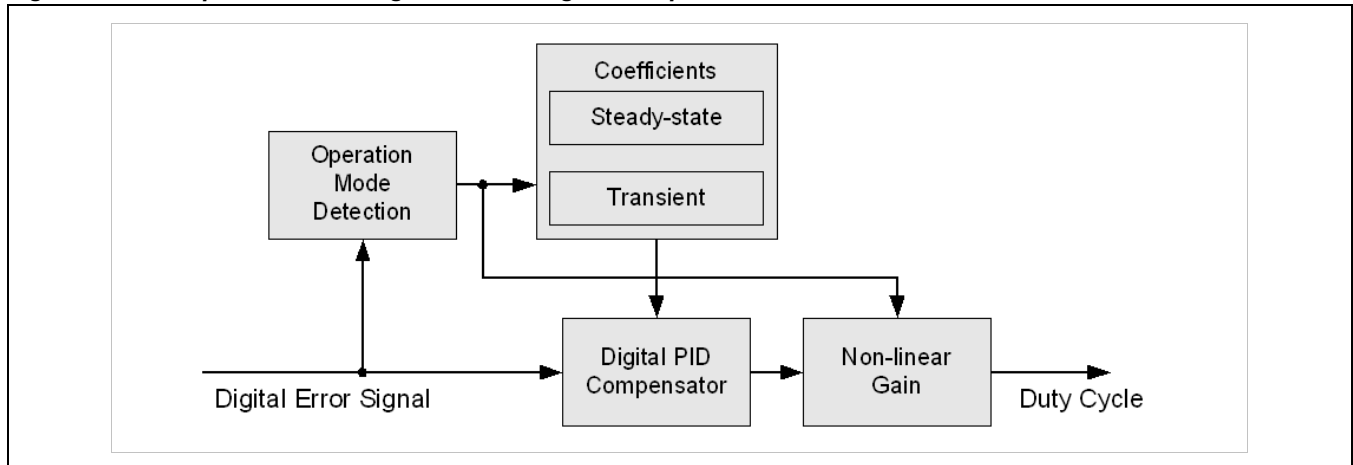 Coefficients
Steady-state
Operation
Mode
Detection
Transient
Digital PID
Compensator
Non-linear
Gain
Digital Error Signal
Duty Cycle